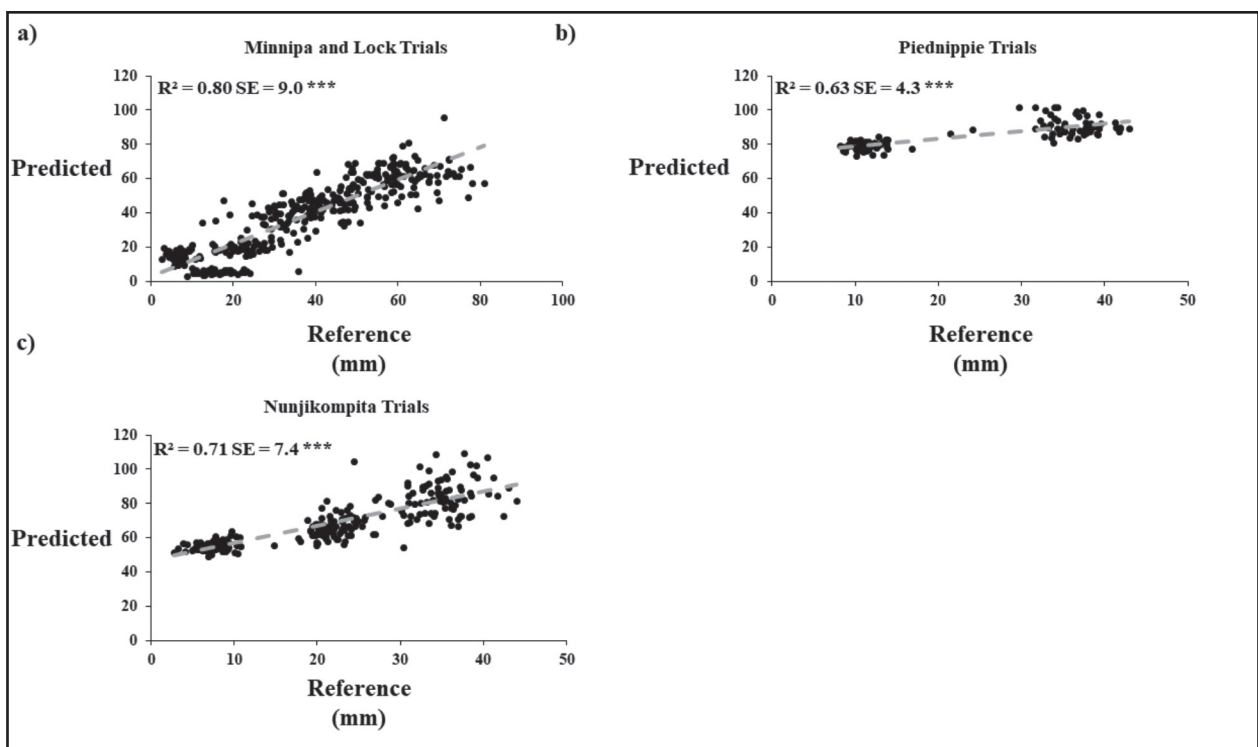 a)
Minnipa and Lock Trials
R² = 0.80 SE = 9.0 ***
120
100
80
60
40
20
0
Predicted
0 20 40 60 80 100
Reference
(mm)
b)
Piednippie Trials
R² = 0.63 SE = 4.3 ***
120
100
80
60
40
20
0
Predicted
0 10 20 30 40 50
Reference
(mm)
c)
Nunjikompita Trials
R² = 0.71 SE = 7.4 ***
120
100
80
60
40
20
0
Predicted
0 10 20 30 40 50
Reference
(mm)